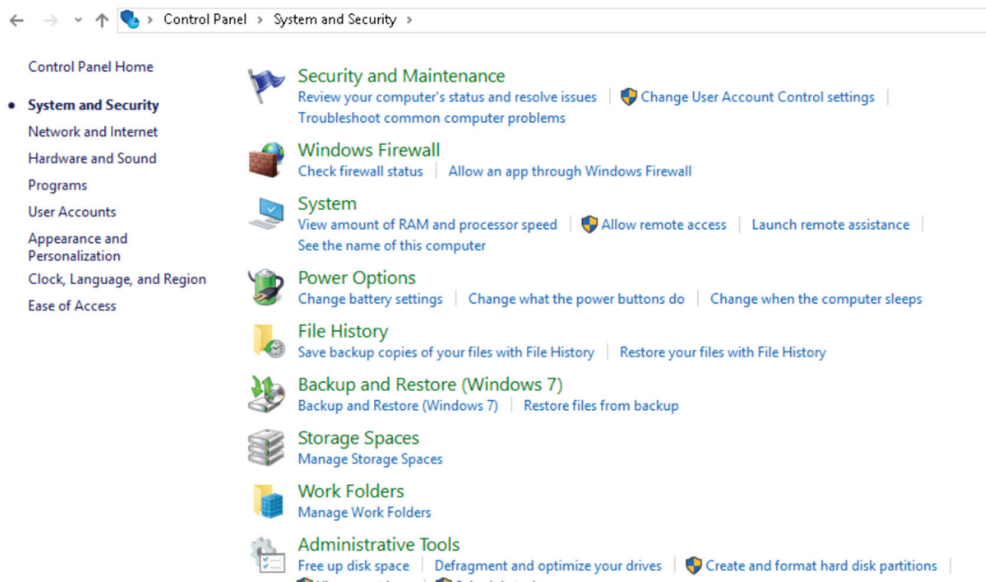 Control Panel > System and Security >
Control Panel Home
System and Security
Network and Internet
Hardware and Sound
Programs
User Accounts
Appearance and
Personalization
Clock, Language, and Region
Ease of Access
Security and Maintenance
Review your computer's status and resolve issues | Change User Account Control settings |
Troubleshoot common computer problems
Windows Firewall
Check firewall status | Allow an app through Windows Firewall
System
View amount of RAM and processor speed | Allow remote access | Launch remote assistance |
See the name of this computer
Power Options
Change battery settings | Change what the power buttons do | Change when the computer sleeps
File History
Save backup copies of your files with File History | Restore your files with File History
Backup and Restore (Windows 7)
Backup and Restore (Windows 7) | Restore files from backup
Storage Spaces
Manage Storage Spaces
Work Folders
Manage Work Folders
Administrative Tools
Free up disk space | Defragment and optimize your drives | Create and format hard disk partitions |